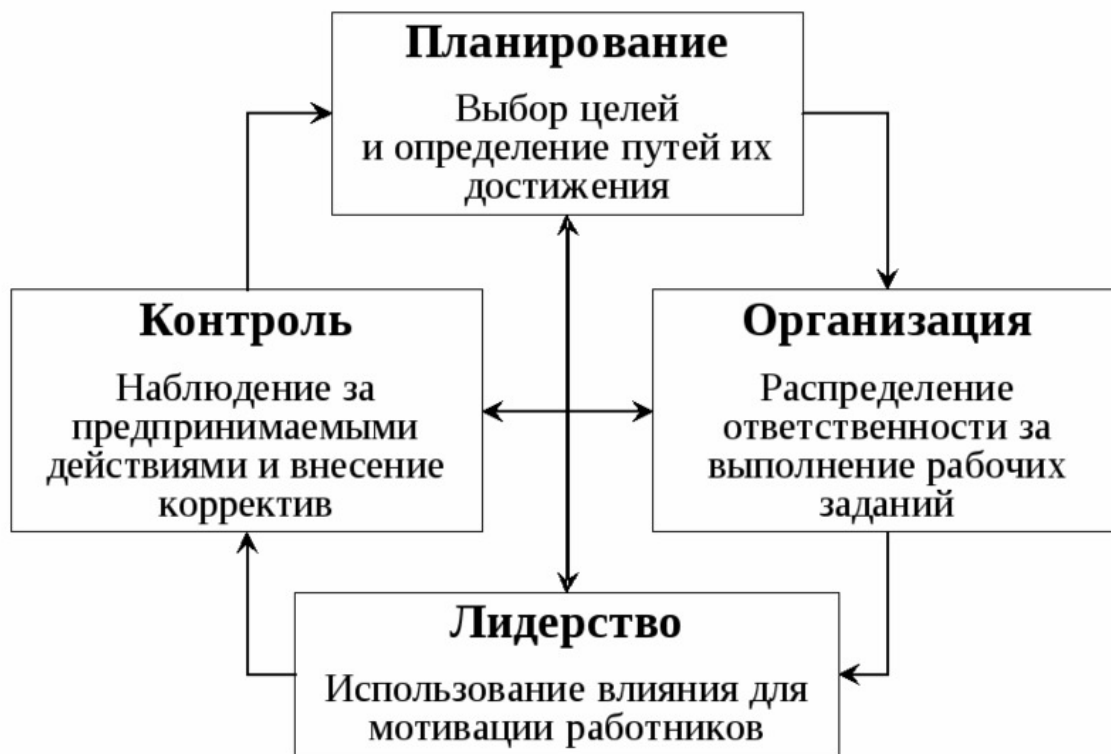 Планирование
Выбор целей
и определение путей их
достижения
Контроль
Наблюдение за
предпринимаемыми
действиями и внесение
корректив
Организация
Распределение
ответственности за
выполнение рабочих
заданий
Лидерство
Использование влияния для
мотивации работников